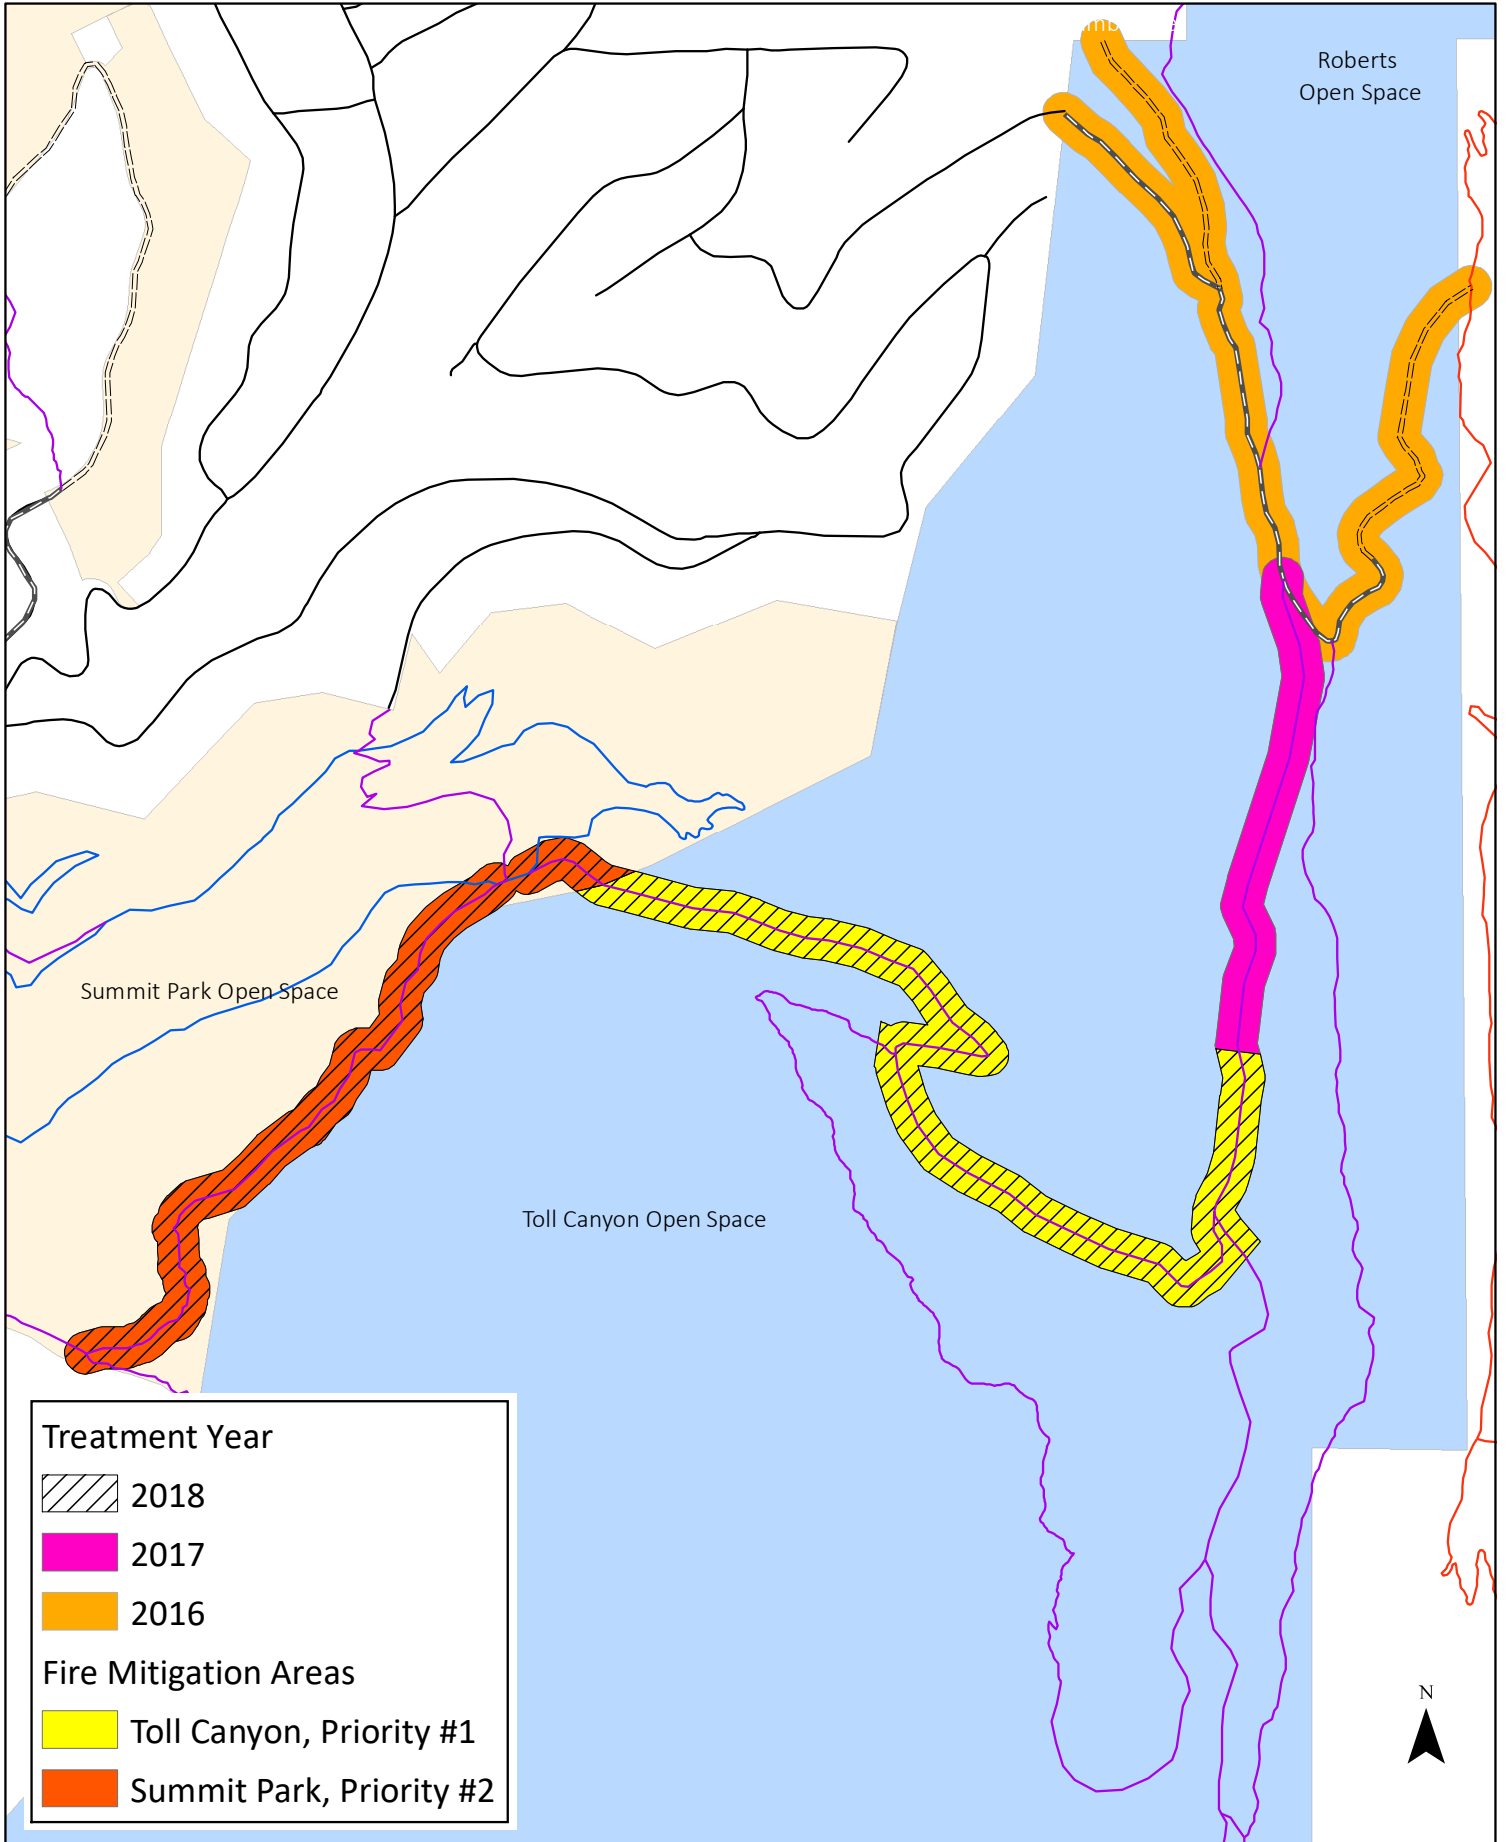 Roberts
Open Space
Summit Park Open Space
Toll Canyon Open Space
Treatment Year
2018
2017
2016
Fire Mitigation Areas
Toll Canyon, Priority #1
Summit Park, Priority #2
N